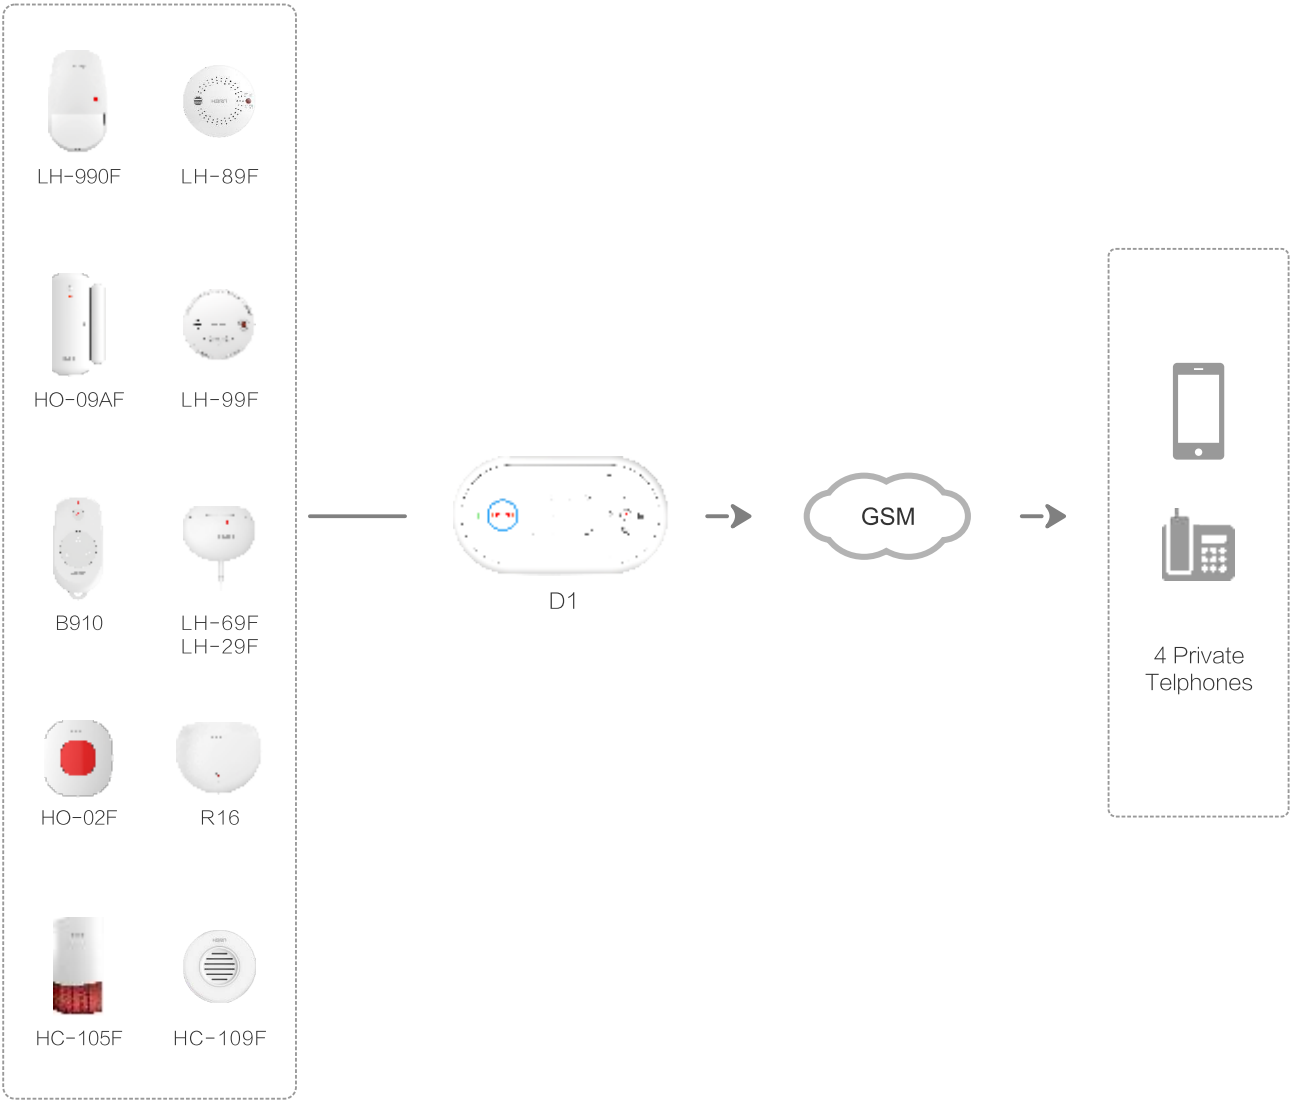 LH-990F
LH-89F
HO-09AF
LH-99F
B910
LH-69F
LH-29F
HO-02F
R16
HC-105F
HC-109F
D1
GSM
4 Private
Telphones